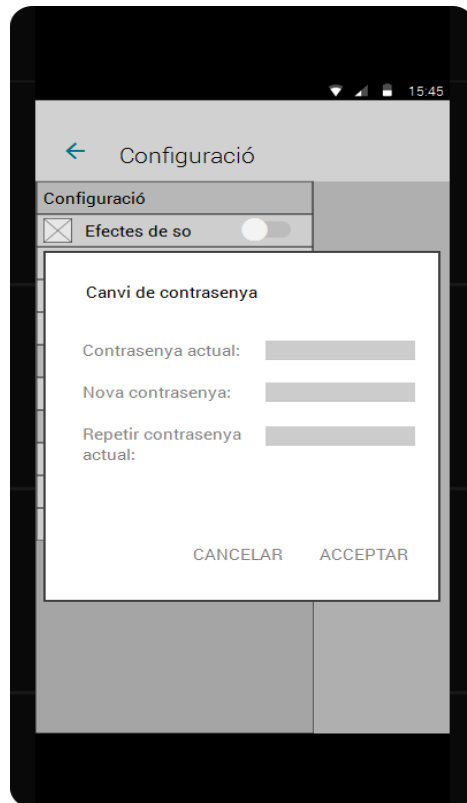 15:45
Configuració
Configuració
Efectes de so
Canvi de contrasenya
Contrasenya actual:
Nova contrasenya:
Repetir contrasenya
actual:
CANCELAR ACCEPTAR